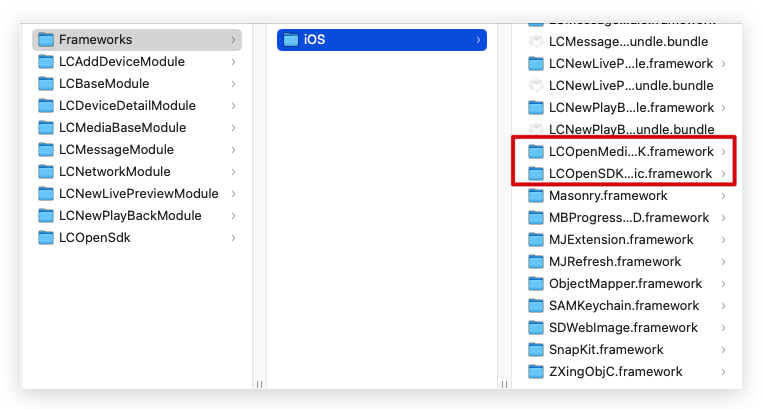 Frameworks
LCAddDeviceModule
LCBaseModule
LCDeviceDetailModule
LCMediaBaseModule
LCMessageModule
LCNetworkModule
LCNewLivePreviewModule
LCNewPlayBackModule
LCOpenSdk
iOS
LCMessage...undle.bundle
LCNewLiveP...le.framework
LCNewLiveP...undle.bundle
LCNewPlayB...le.framework
LCNewPlayB...undle.bundle
LCOpenMedi...K.framework
LCOpenSDK...ic.framework
Masonry.framework
MBProgress...D.framework
MJExtension.framework
MJRefresh.framework
ObjectMapper.framework
SAMKeychain.framework
SDWebImage.framework
SnapKit.framework
ZXingObjC.framework